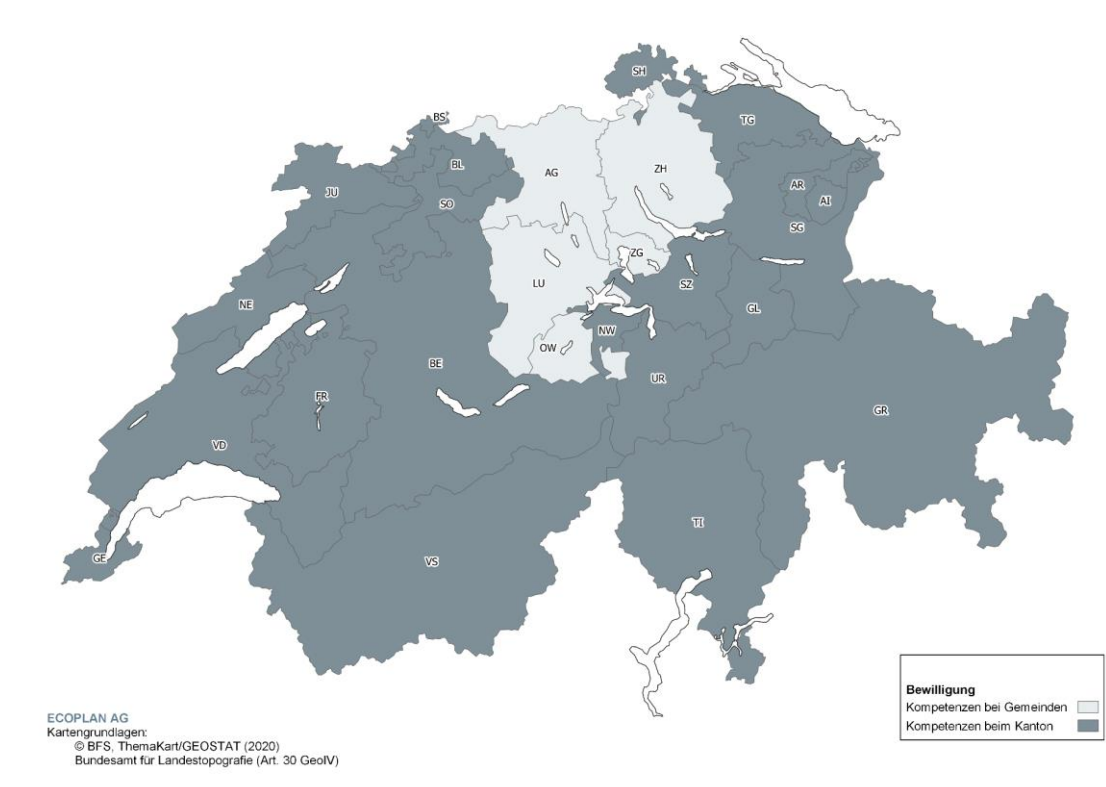 SH
BS
TG
BL
AG
ZH
JU
AR
AI
SO
SG
ZG
LU
SZ
NE
GL
NW
OW
BE
UR
FR
GR
VD
TI
GE
VS
Bewilligung
Kompetenzen bei Gemeinden
Kompetenzen beim Kanton
ECOPLAN AG
Kartengrundlagen:
© BFS, ThemaKart/GEOSTAT (2020)
Bundesamt für Landestopografie (Art. 30 GeoIV)